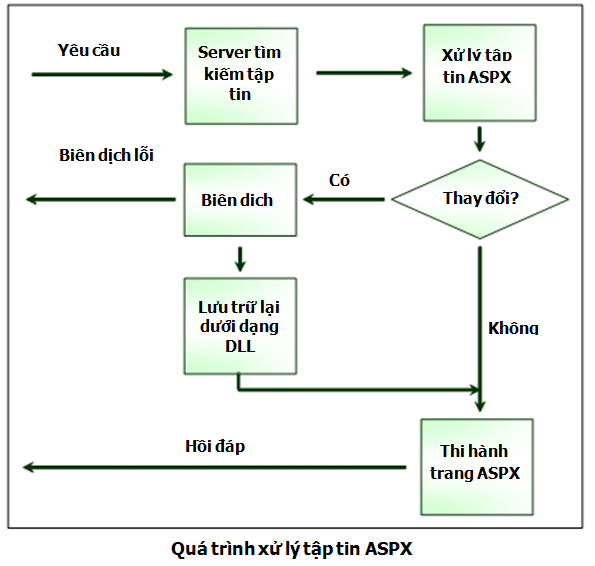 Yêu cầu
Server tìm
kiếm tập
tin
Xử lý tập
tin ASPX
Biên dịch lỗi
Biên dich
Có
Thay đổi?
Lưu trữ lại
dưới dạng
DLL
Không
Hồi đáp
Thi hành
trang ASPX
Quá trình xử lý tập tin ASPX